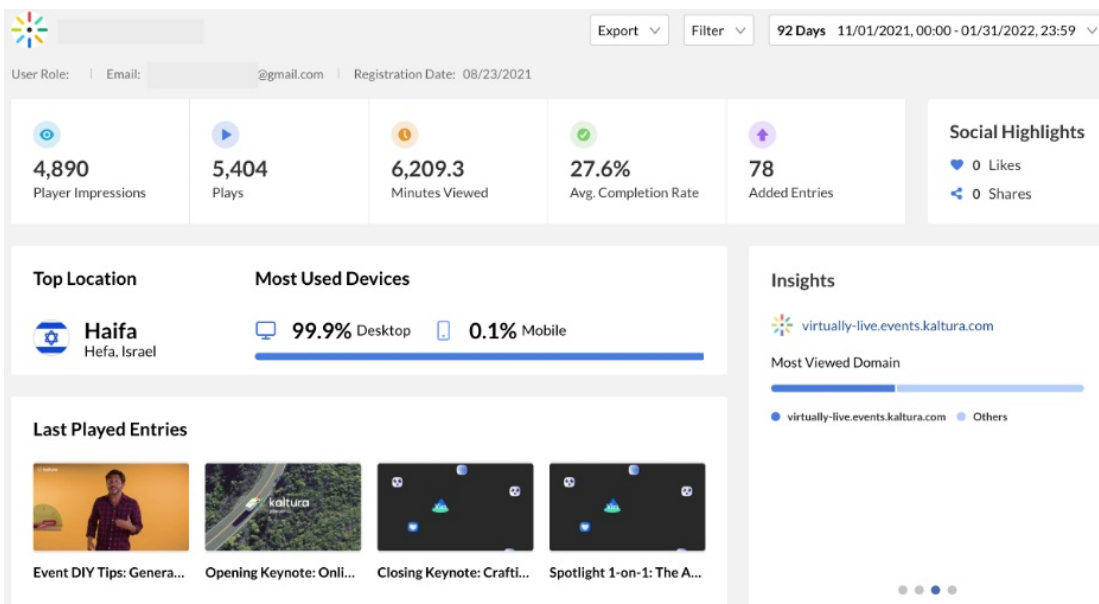 Export
Filter
92 Days 11/01/2021, 00:00 - 01/31/2022, 23:59
User Role: | Email: @gmail.com | Registration Date: 08/23/2021
4,890
Player Impressions
5,404
Plays
6,209.3
Minutes Viewed
27.6%
Avg. Completion Rate
78
Added Entries
Social Highlights
0 Likes
0 Shares
Top Location
Haifa
Hefa, Israel
Most Used Devices
99.9% Desktop
0.1% Mobile
Insights
virtually-live.events.kaltura.com
Most Viewed Domain
virtually-live.events.kaltura.com
Others
Last Played Entries
kaltura
Event DIY Tips: Genera...
Opening Keynote: Onli...
Closing Keynote: Crafti...
Spotlight 1-on-1: The A...